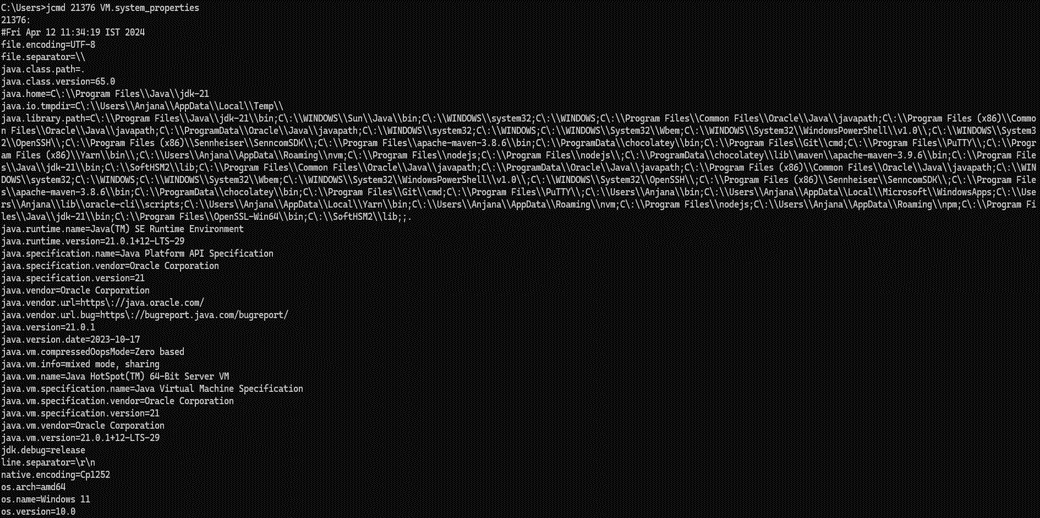 C:\Users>jcmd 21376 VM.system_properties
21376:
#Fri Apr 12 11:34:19 IST 2024
file.encoding=UTF-8
file.separator=\\
java.class.path=.
java.class.version=65.0
java.home=C\:\\Program Files\\Java\\jdk-21
java.io.tmpdir=C\:\\Users\\Anjana\\AppData\\Local\\Temp\\
java.library.path=C\:\\Program Files\\Java\\jdk-21\\bin;C\:\\WINDOWS\\Sun\\Java\\bin;C\:\\WINDOWS\\system32;C\:\\WINDOWS;C\:\\Program Files\\Common Files\\Oracle\\Java\\javapath;C\:\\Program Files (x86)\\Commo
n Files\\Oracle\\Java\\javapath;C\:\\ProgramData\\Oracle\\Java\\javapath;C\:\\WINDOWS\\system32;C\:\\WINDOWS;C\:\\WINDOWS\\System32\\Wbem;C\:\\WINDOWS\\System32\\WindowsPowerShell\\v1.0\\;C\:\\WINDOWS\\System3
2\\OpenSSH\\;C\:\\Program Files (x86)\\Sennheiser\\SenncomSDK\\;C\:\\Program Files\\apache-maven-3.8.6\\bin;C\:\\ProgramData\\chocolatey\\bin;C\:\\Program Files\\Git\\cmd;C\:\\Program Files\\PuTTY\\;C\:\\Progr
am Files (x86)\\Yarn\\bin\\;C\:\\Users\\Anjana\\AppData\\Roaming\\nvm;C\:\\Program Files\\nodejs;C\:\\Program Files\\nodejs\\;C\:\\ProgramData\\chocolatey\\lib\\maven\\apache-maven-3.9.6\\bin;C\:\\Program File
s\\Java\\jdk-21\\bin;C\:\\SoftHSM2\\lib;C\:\\Program Files\\Common Files\\Oracle\\Java\\javapath;C\:\\ProgramData\\Oracle\\Java\\javapath;C\:\\Program Files (x86)\\Common Files\\Oracle\\Java\\javapath;C\:\\WIN
DOWS\\system32;C\:\\WINDOWS;C\:\\WINDOWS\\System32\\Wbem;C\:\\WINDOWS\\System32\\WindowsPowerShell\\v1.0\\;C\:\\WINDOWS\\System32\\OpenSSH\\;C\:\\Program Files (x86)\\Sennheiser\\SenncomSDK\\;C\:\\Program File
s\\apache-maven-3.8.6\\bin;C\:\\ProgramData\\chocolatey\\bin;C\:\\Program Files\\Git\\cmd;C\:\\Program Files\\PuTTY\\;C\:\\Users\\Anjana\\bin;C\:\\Users\\Anjana\\AppData\\Local\\Microsoft\\WindowsApps;C\:\\Use
rs\\Anjana\\lib\\oracle-cli\\scripts;C\:\\Users\\Anjana\\AppData\\Local\\Yarn\\bin;C\:\\Users\\Anjana\\AppData\\Roaming\\nvm;C\:\\Program Files\\nodejs;C\:\\Users\\Anjana\\AppData\\Roaming\\npm;C\:\\Program Fi
les\\Java\\jdk-21\\bin;C\:\\Program Files\\OpenSSL-Win64\\bin;C\:\\SoftHSM2\\lib;;.
java.runtime.name=Java(TM) SE Runtime Environment
java.runtime.version=21.0.1+12-LTS-29
java.specification.name=Java Platform API Specification
java.specification.vendor=Oracle Corporation
java.specification.version=21
java.vendor=Oracle Corporation
java.vendor.url=https\://java.oracle.com/
java.vendor.url.bug=https\://bugreport.java.com/bugreport/
java.version=21.0.1
java.version.date=2023-10-17
java.vm.compressedOopsMode=Zero based
java.vm.info=mixed mode, sharing
java.vm.name=Java HotSpot(TM) 64-Bit Server VM
java.vm.specification.name=Java Virtual Machine Specification
java.vm.specification.vendor=Oracle Corporation
java.vm.specification.version=21
java.vm.vendor=Oracle Corporation
java.vm.version=21.0.1+12-LTS-29
jdk.debug=release
line.separator=\r\n
native.encoding=Cp1252
os.arch=amd64
os.name=Windows 11
os.version=10.0